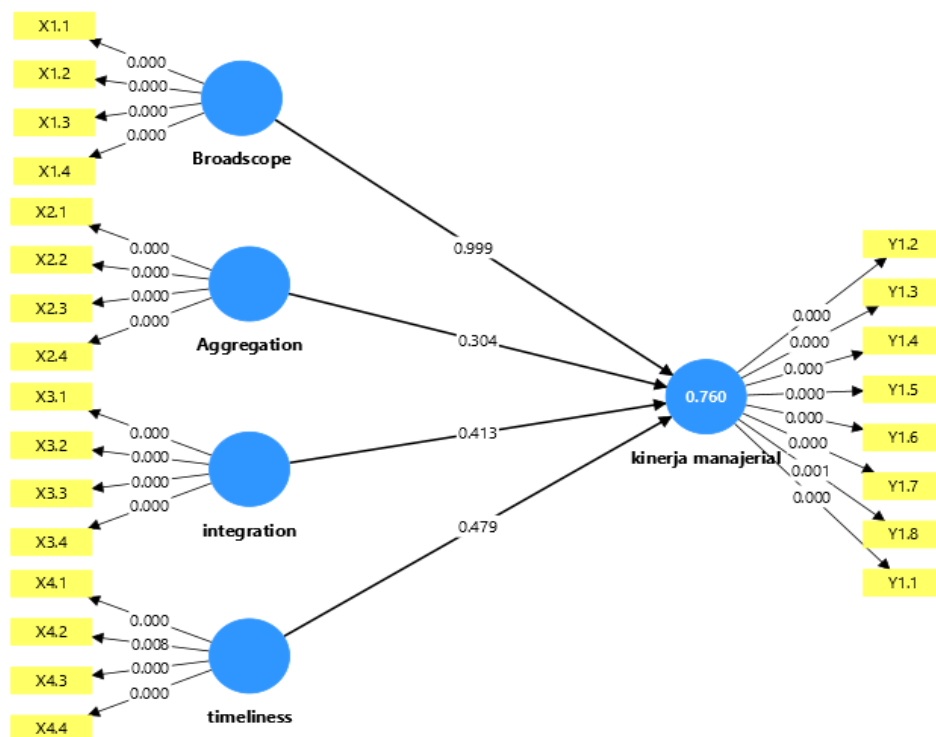 X1.1
X1.2
X1.3
X1.4
0.000
0.000
0.000
0.000
Broadscope
X2.1
X2.2
X2.3
X2.4
0.000
0.000
0.000
0.000
Aggregation
X3.1
X3.2
X3.3
X3.4
0.000
0.000
0.000
0.000
integration
X4.1
X4.2
X4.3
X4.4
0.000
0.008
0.000
0.000
timeliness
0.999
0.304
0.413
0.479
0.760
kinerja manajerial
0.000
0.000
0.000
0.000
0.000
0.000
0.001
0.000
Y1.2
Y1.3
Y1.4
Y1.5
Y1.6
Y1.7
Y1.8
Y1.1